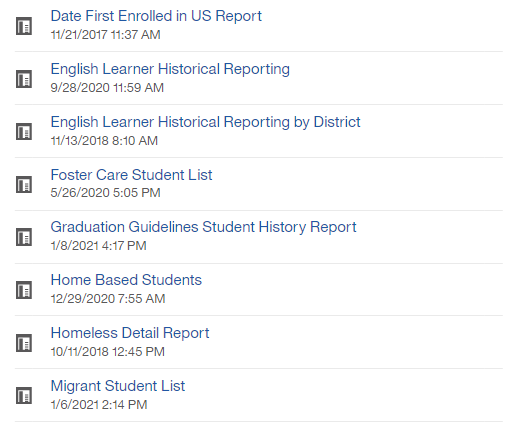 Date First Enrolled in US Report
11/21/2017 11:37 AM
English Learner Historical Reporting
9/28/2020 11:59 AM
English Learner Historical Reporting by District
11/13/2018 8:10 AM
Foster Care Student List
5/26/2020 5:05 PM
Graduation Guidelines Student History Report
1/8/2021 4:17 PM
Home Based Students
12/29/2020 7:55 AM
Homeless Detail Report
10/11/2018 12:45 PM
Migrant Student List
1/6/2021 2:14 PM